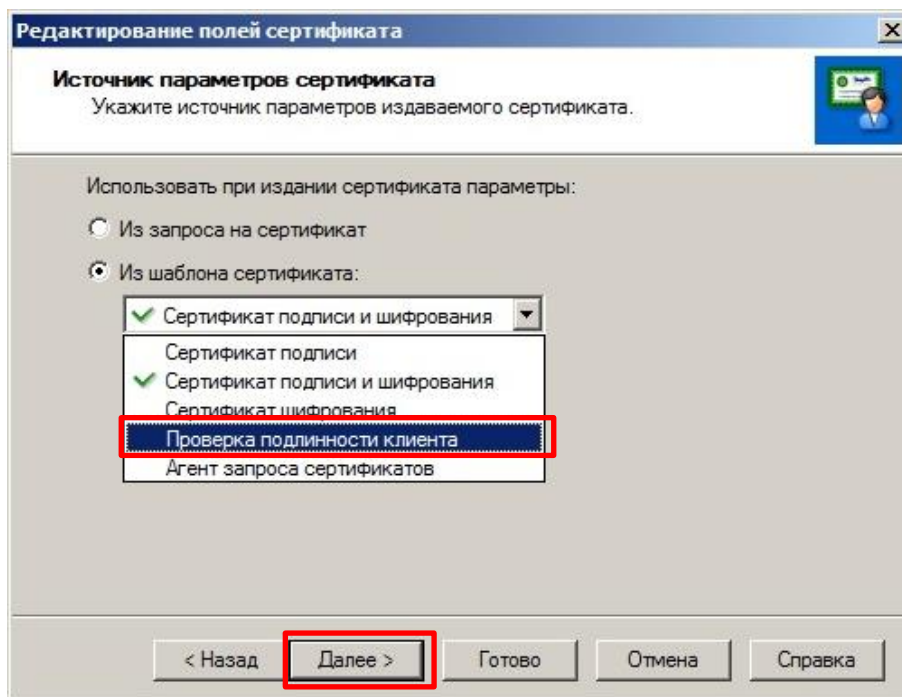 Редактирование полей сертификата
Источник параметров сертификата
Укажите источник параметров издаваемого сертификата.
Использовать при издании сертификата параметры:
Из запроса на сертификат
Из шаблона сертификата:
Сертификат подписи и шифрования
Сертификат подписи
Сертификат подписи и шифрования
Сертификат шифрования
Проверка подлинности клиента
Агент запроса сертификатов
< Назад Далее > Готово Отмена Справка